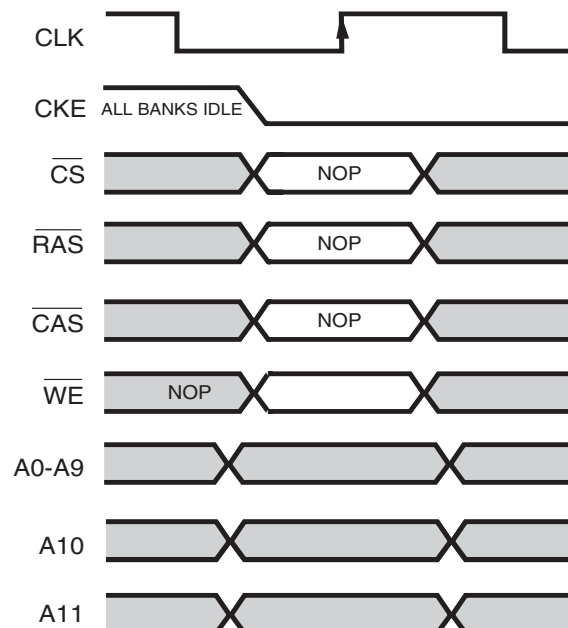 CLK
CKE ALL BANKS IDLE
CS NOP
RAS NOP
CAS NOP
WE NOP
A0-A9
A10
A11